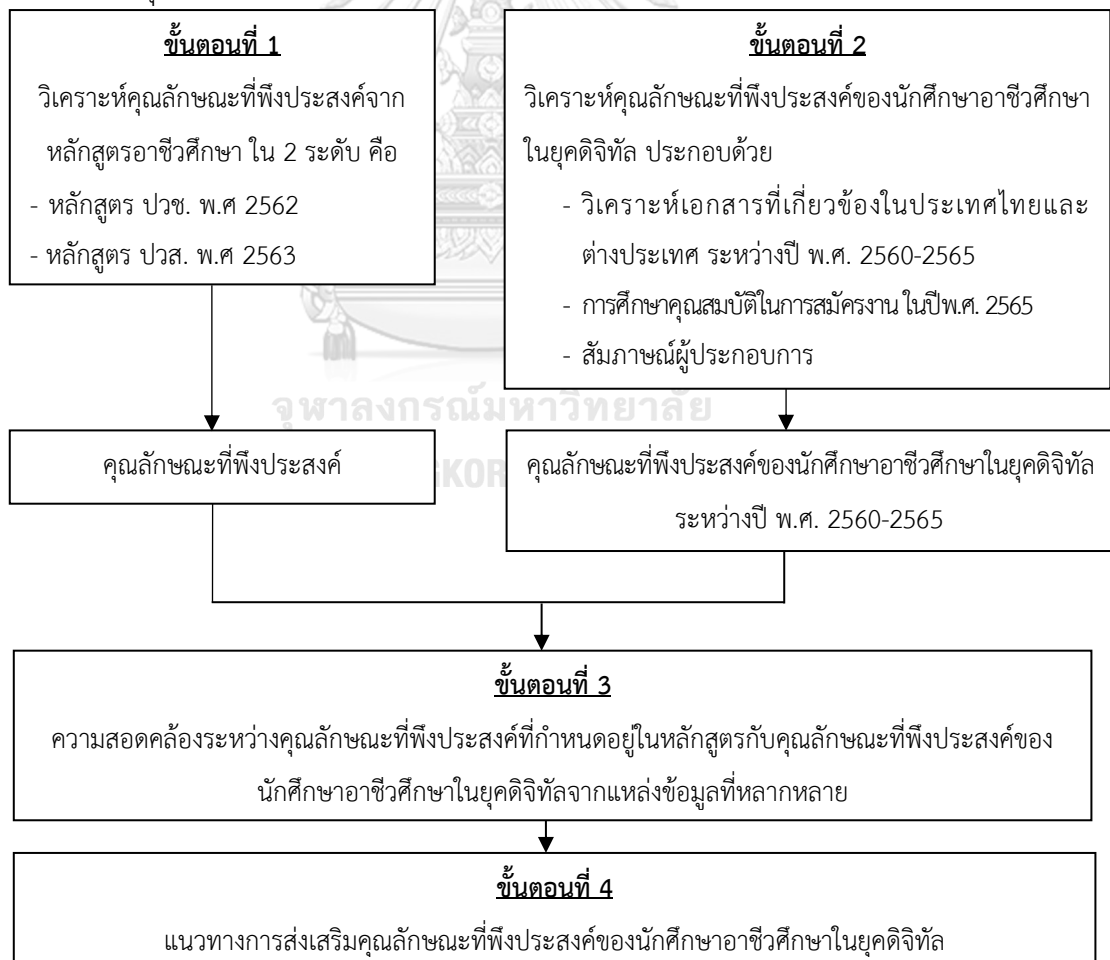 ขั้นตอนที่ 1
วิเคราะห์คุณลักษณะที่พึงประสงค์จาก
หลักสูตรอาชีวศึกษา ใน 2 ระดับ คือ
- หลักสูตร ปวช. พ.ศ 2562
- หลักสูตร ปวส. พ.ศ 2563
ขั้นตอนที่ 2
วิเคราะห์คุณลักษณะที่พึงประสงค์ของนักศึกษาอาชีวศึกษา
ในยุคดิจิทัล ประกอบด้วย
- วิเคราะห์เอกสารที่เกี่ยวข้องในประเทศไทยและ
ต่างประเทศ ระหว่างปี พ.ศ. 2560-2565
- การศึกษาคุณสมบัติในการสมัครงาน ในปีพ.ศ. 2565
- สัมภาษณ์ผู้ประกอบการ
จุฬาลงกรณ์มหาวิทยาลัย
คุณลักษณะที่พึงประสงค์
คุณลักษณะที่พึงประสงค์ของนักศึกษาอาชีวศึกษาในยุคดิจิทัล
ระหว่างปี พ.ศ. 2560-2565
ขั้นตอนที่ 3
ความสอดคล้องระหว่างคุณลักษณะที่พึงประสงค์ที่กำหนดอยู่ในหลักสูตรกับคุณลักษณะที่พึงประสงค์ของ
นักศึกษาอาชีวศึกษาในยุคดิจิทัลจากแหล่งข้อมูลที่หลากหลาย
ขั้นตอนที่ 4
แนวทางการส่งเสริมคุณลักษณะที่พึงประสงค์ของนักศึกษาอาชีวศึกษาในยุคดิจิทัล